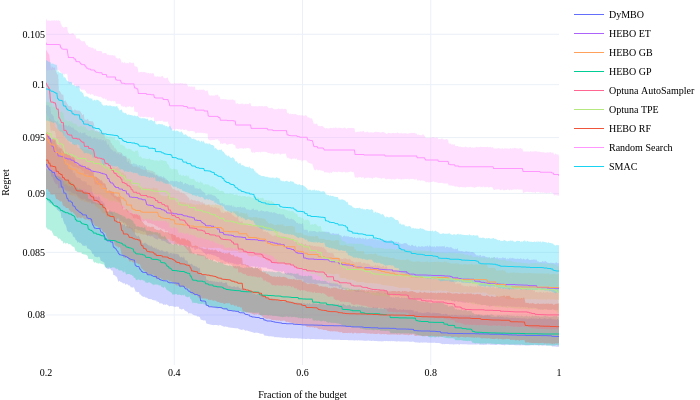 0.105
0.1
0.095
0.09
0.085
0.08
Regret
0.2
0.4
0.6
0.8
1
Fraction of the budget
DyMBO
HEBO ET
HEBO GB
HEBO GP
Optuna AutoSampler
Optuna TPE
HEBO RF
Random Search
SMAC